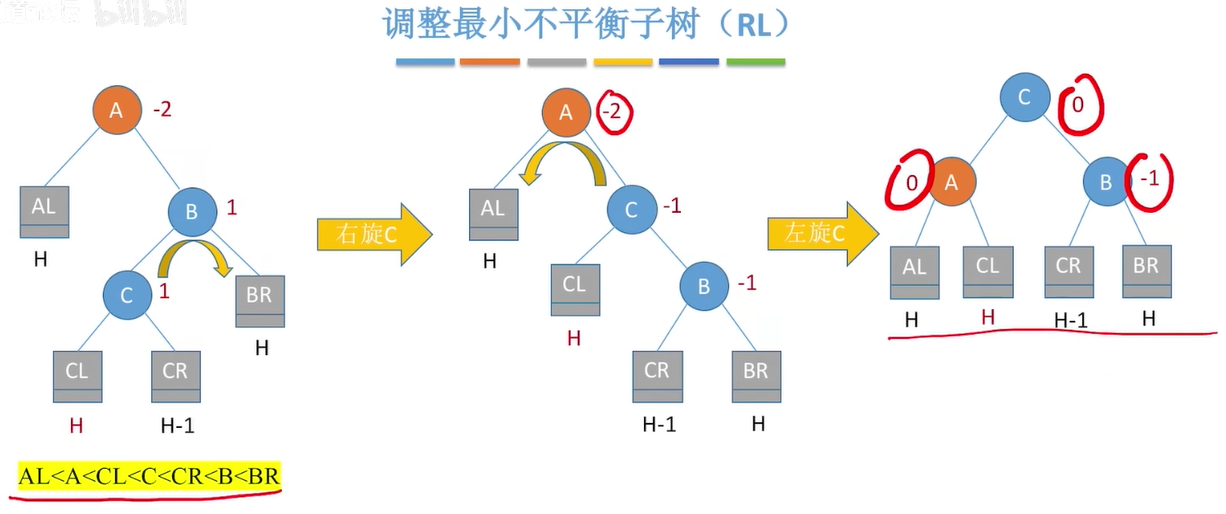 bilibili
调整最小不平衡子树（RL）
A -2
AL
H
B 1
C 1
BR
H
CL
H
CR
H-1
AL<A<CL<C<CR<B<BR
右旋C
A -2
AL
H
C -1
CL
H
B -1
CR
H-1
BR
H
左旋C
C 0
0 A
B -1
AL CL CR BR
H H H-1 H